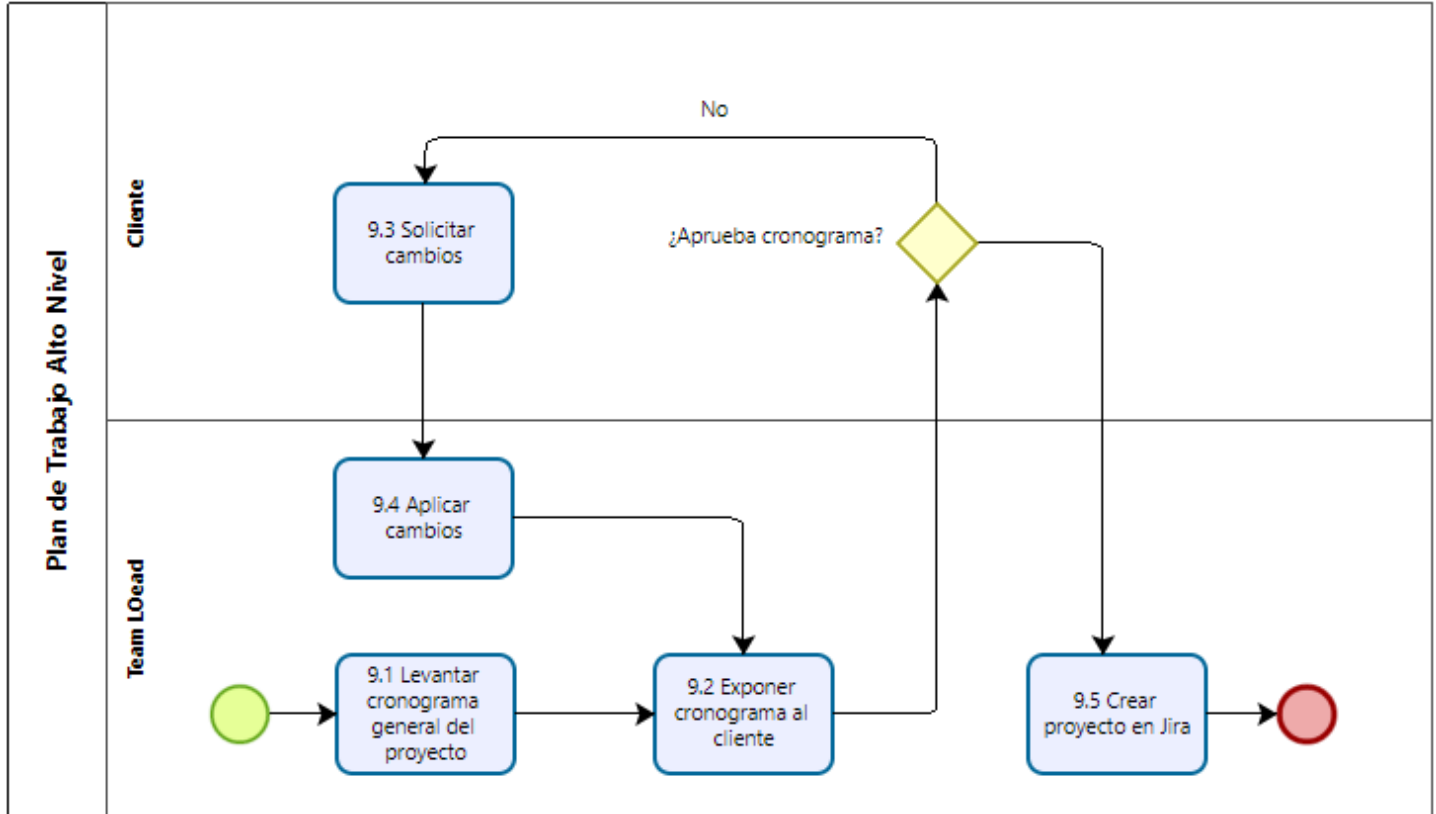 Plan de Trabajo Alto Nivel
Cliente
No
9.3 Solicitar
cambios
¿Aprueba cronograma?
Team LOead
9.4 Aplicar
cambios
9.1 Levantar
cronograma
general del
proyecto
9.2 Exponer
cronograma al
cliente
9.5 Crear
proyecto en Jira